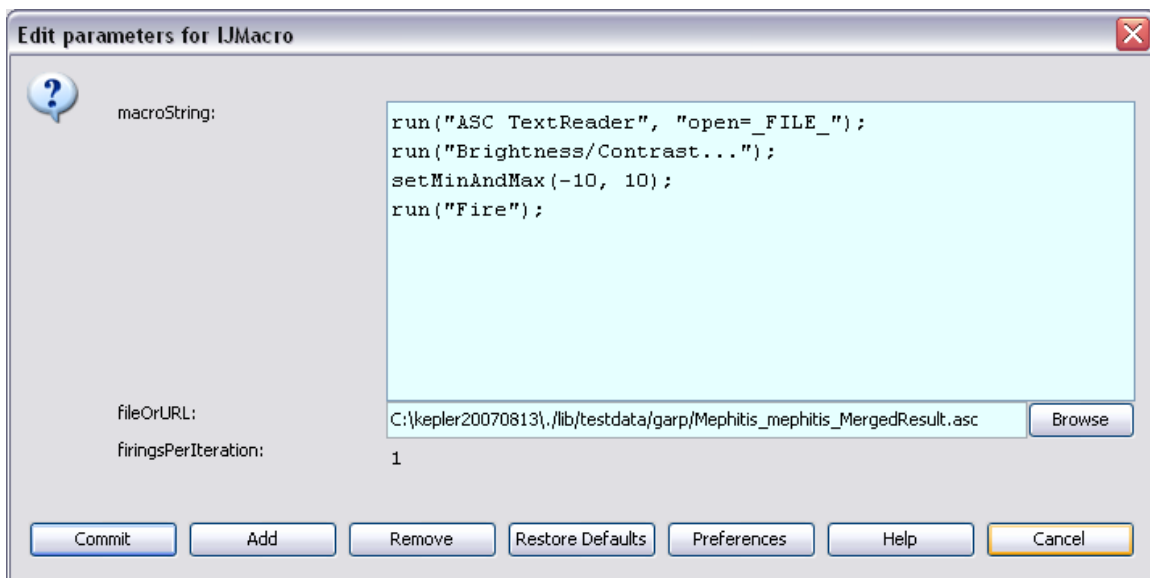 Edit parameters for IJMacro
?
macroString:
run("ASC TextReader", "open=_FILE_");
run("Brightness/Contrast...");
setMinAndMax(-10, 10);
run("Fire");
fileOrURL:
C:\kepler20070813\./lib/testdata/garp/Mephitis_mephitis_MergedResult.asc
Browse
firingsPerIteration:
1
Commit Add Remove Restore Defaults Preferences Help Cancel